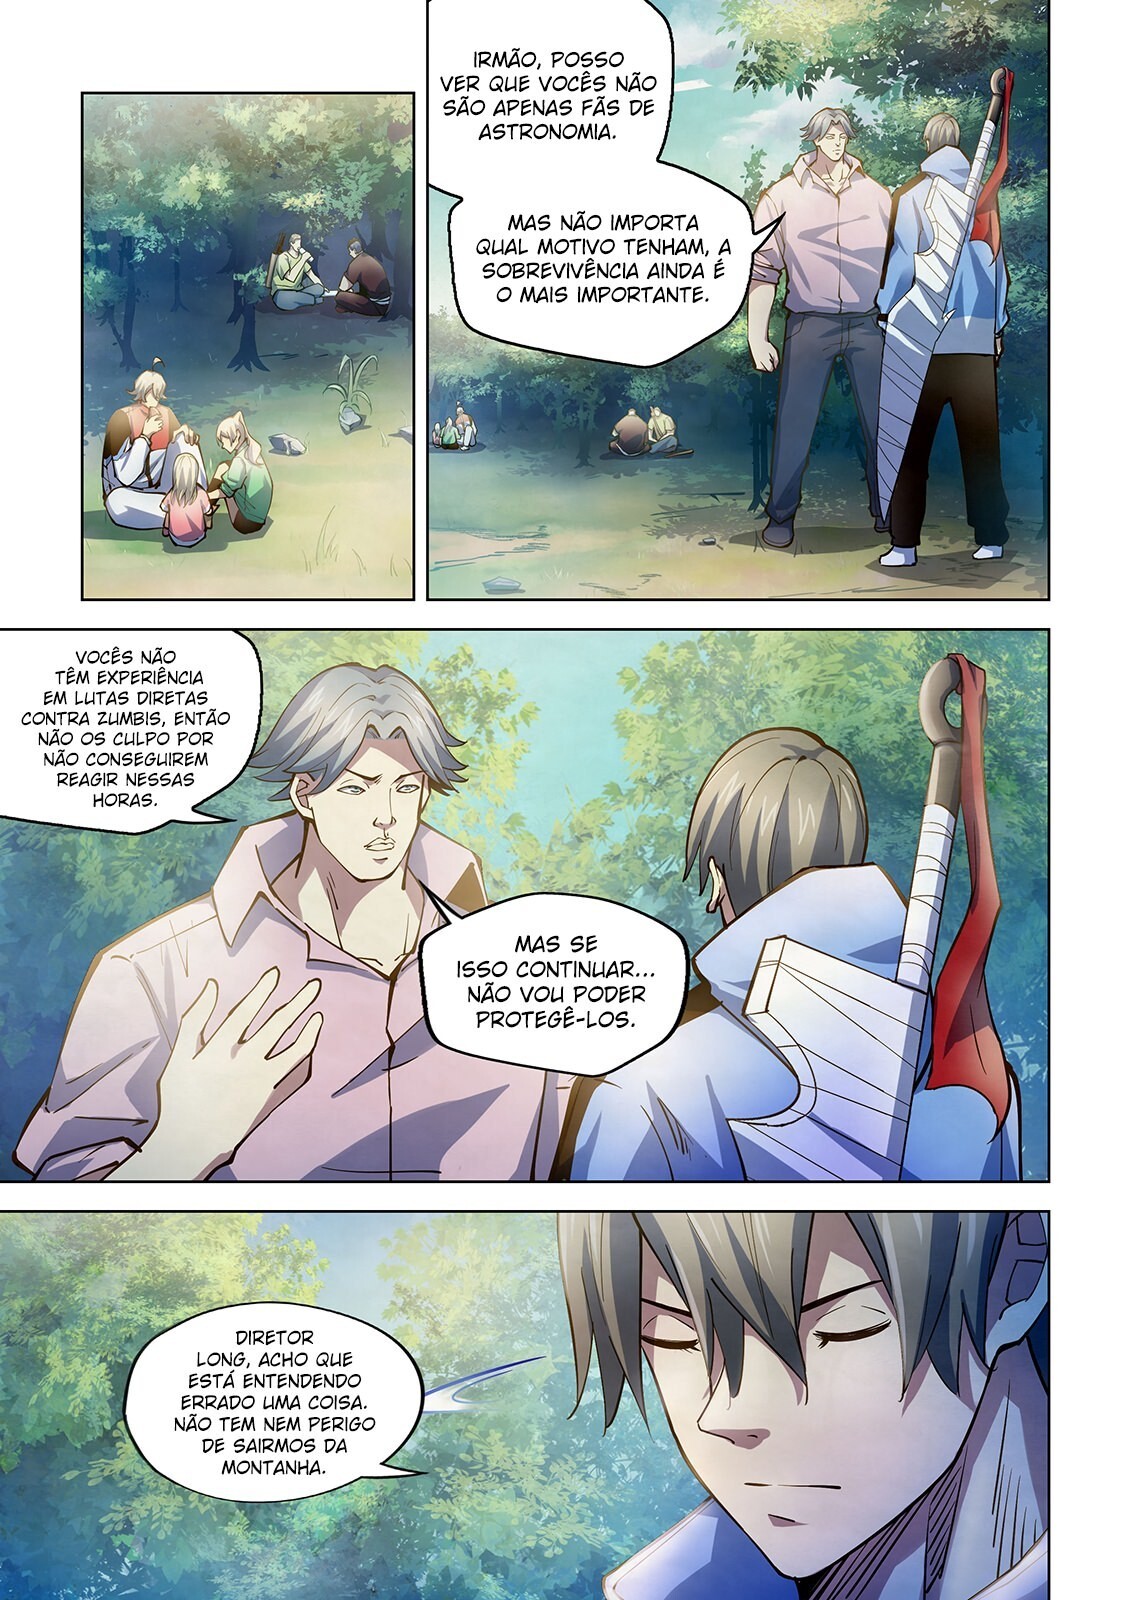 IRMÃO, POSSO
VER QUE VOCÊS NÃO
SÃO APENAS FÃS DE
ASTRONOMIA.
MAS NÃO IMPORTA
QUAL MOTIVO TENHAM, A
SOBREVIVÊNCIA AINDA É
O MAIS IMPORTANTE.
VOCÊS NÃO
TÊM EXPERIÊNCIA
EM LUTAS DIRETAS
CONTRA ZUMBIS, ENTÃO
NÃO OS CULPO POR
NÃO CONSEGUIREM
REAGIR NESSAS
HORAS.
MAS SE
ISSO CONTINUAR...
NÃO VOU PODER
PROTEGÊ-LOS.
DIRETOR
LONG, ACHO QUE
ESTÁ ENTENDENDO
ERRADO UMA COISA.
NÃO TEM NEM PERIGO
DE SAIRMOS DA
MONTANHA.